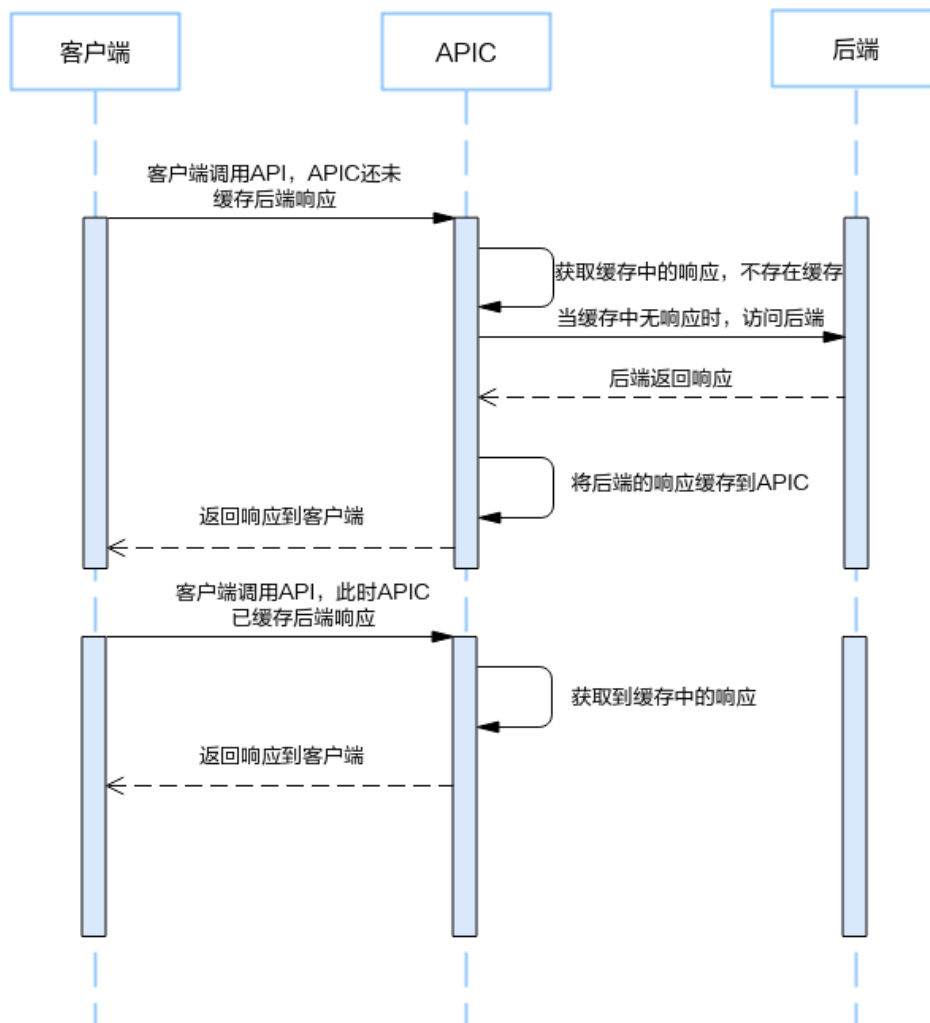 客户端
APIC
后端
客户端调用API，APIC还未
缓存后端响应
获取缓存中的响应，不存在缓存
当缓存中无响应时，访问后端
后端返回响应
将后端的响应缓存到APIC
返回响应到客户端
客户端调用API，此时APIC
已缓存后端响应
获取到缓存中的响应
返回响应到客户端